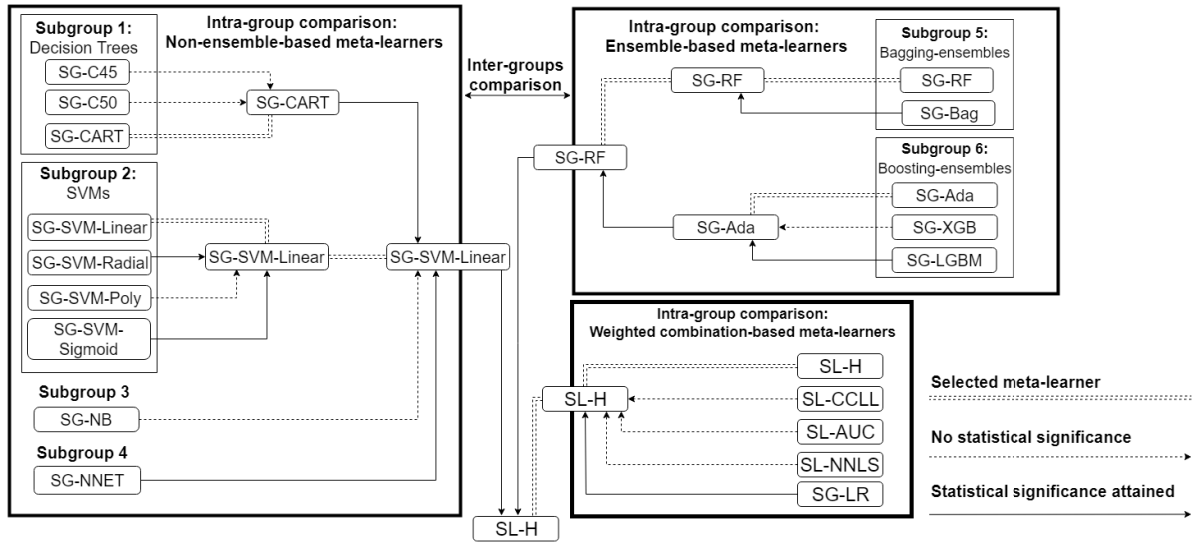 Intra-group comparison:
Non-ensemble-based meta-learners
Subgroup 1:
Decision Trees
SG-C45
SG-C50
SG-CART
SG-CART
Subgroup 2:
SVMs
SG-SVM-Linear
SG-SVM-Radial
SG-SVM-Poly
SG-SVM-
Sigmoid
SG-SVM-Linear
SG-SVM-Linear
Subgroup 3
SG-NB
Subgroup 4
SG-NNET
Inter-groups
comparison
Intra-group comparison:
Ensemble-based meta-learners
Subgroup 5:
Bagging-ensembles
SG-RF
SG-RF
SG-Bag
SG-RF
Subgroup 6:
Boosting-ensembles
SG-Ada
SG-Ada
SG-XGB
SG-LGBM
Intra-group comparison:
Weighted combination-based meta-learners
SL-H
SL-H
SL-CCLL
SL-AUC
SL-NNLS
SG-LR
SL-H
Selected meta-learner
No statistical significance
Statistical significance attained